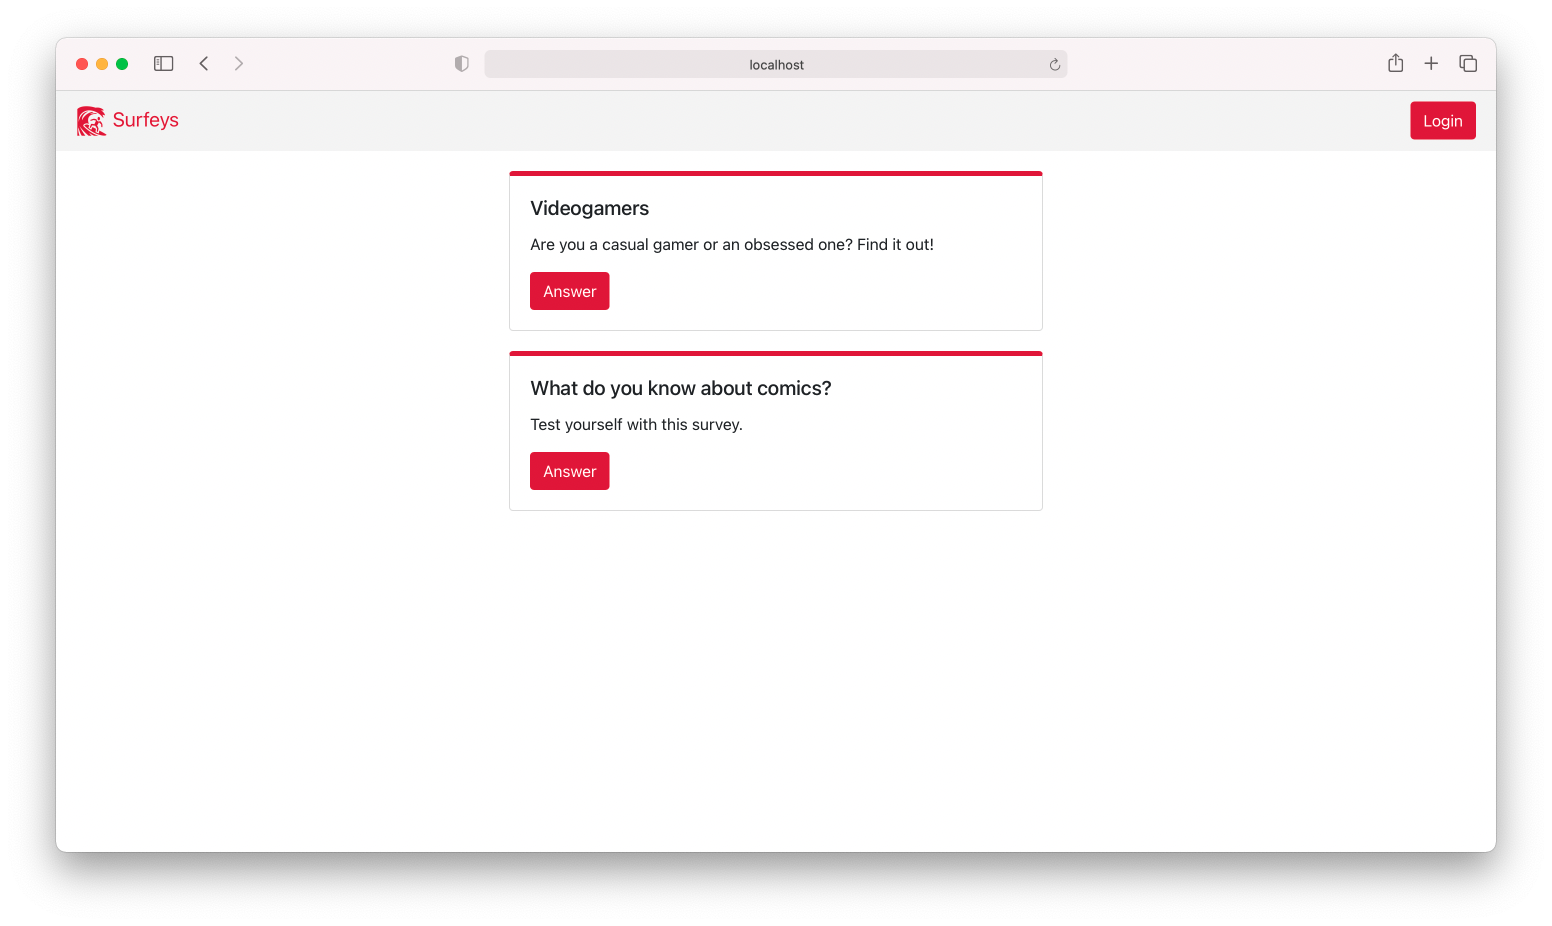 localhost
Surfeys
Login
Videogamers
Are you a casual gamer or an obsessed one? Find it out!
Answer
What do you know about comics?
Test yourself with this survey.
Answer